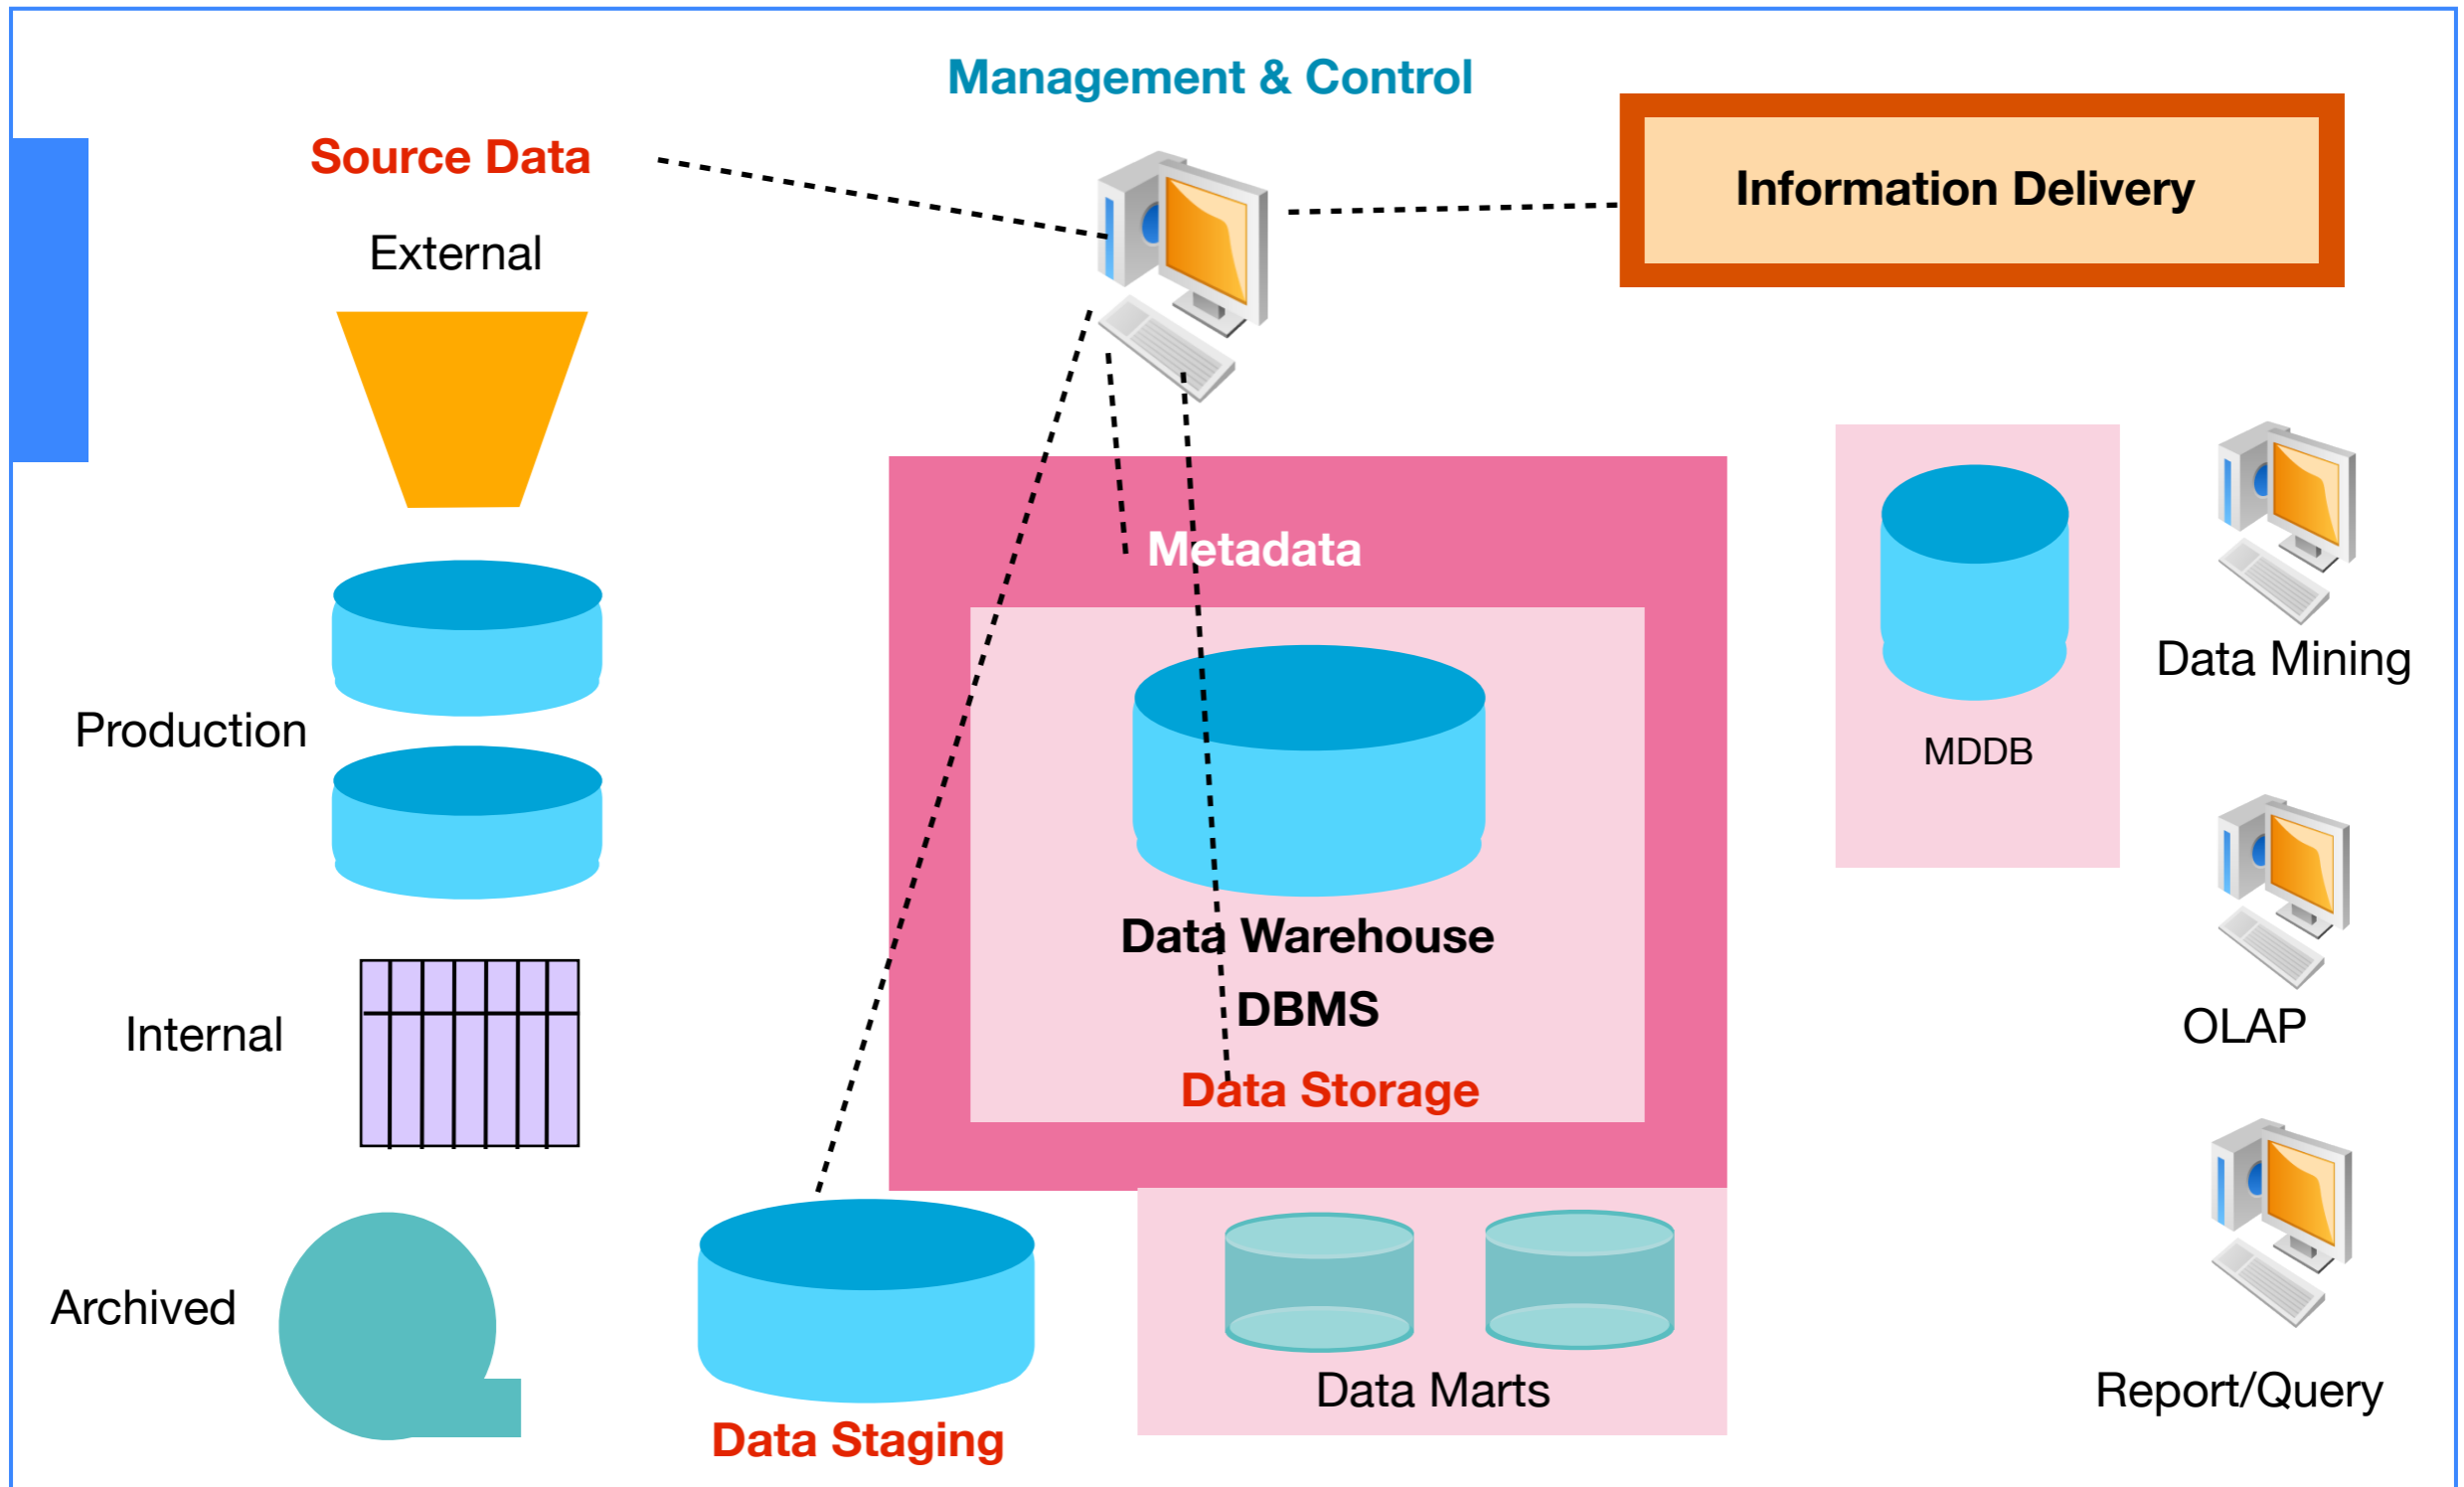 Management & Control
Source Data
Information Delivery
External
Metadata
Data Mining
Production
MDDB
Data Warehouse
DBMS
Internal
OLAP
Data Storage
Archived
Data Marts
Report/Query
Data Staging